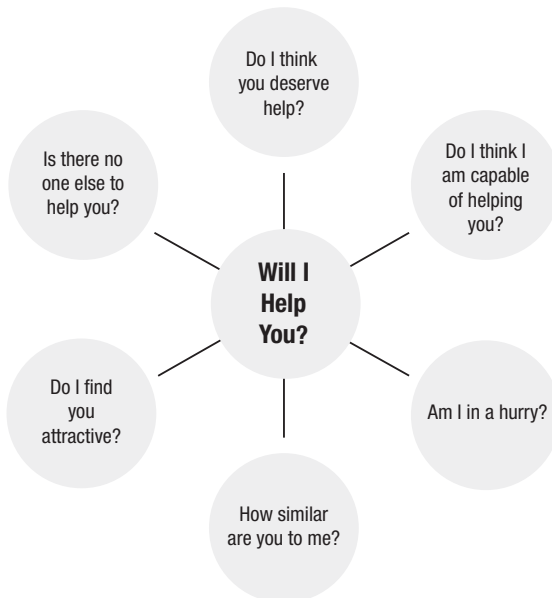 Do I think
you deserve
help?
Is there no
one else to
help you?
Do I think I
am capable
of helping
you?
Will I
Help
You?
Do I find
you
attractive?
Am I in a hurry?
How similar
are you to me?